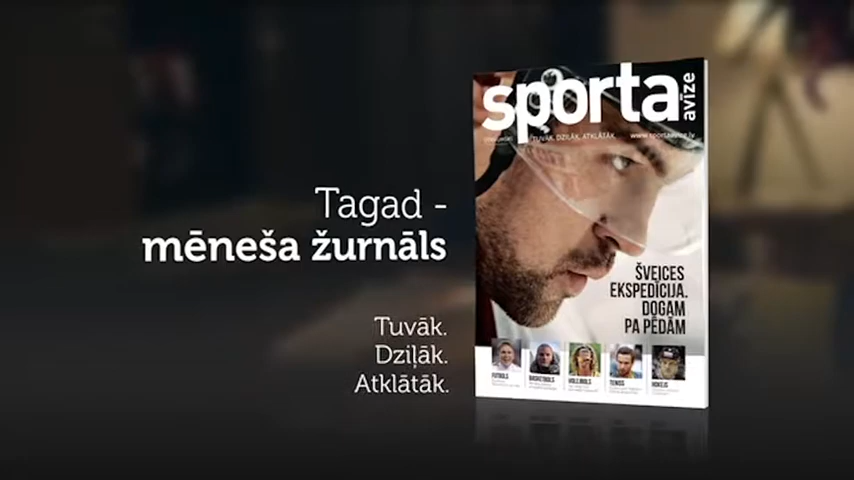 Tagad -
mēneša žurnāls
Tuvāk.
Dziļāk.
Atklātāk.
sporta
avīze
TUVĀK. DZIĻĀK. ATKLĀTĀK.
ŠVEICES
EKSPEDĪCIJA.
DOGAM
PA PĒDĀM
FUTBOLS
BASKETBOLS
VOLEJBOLS
TENISS
HOKEJS